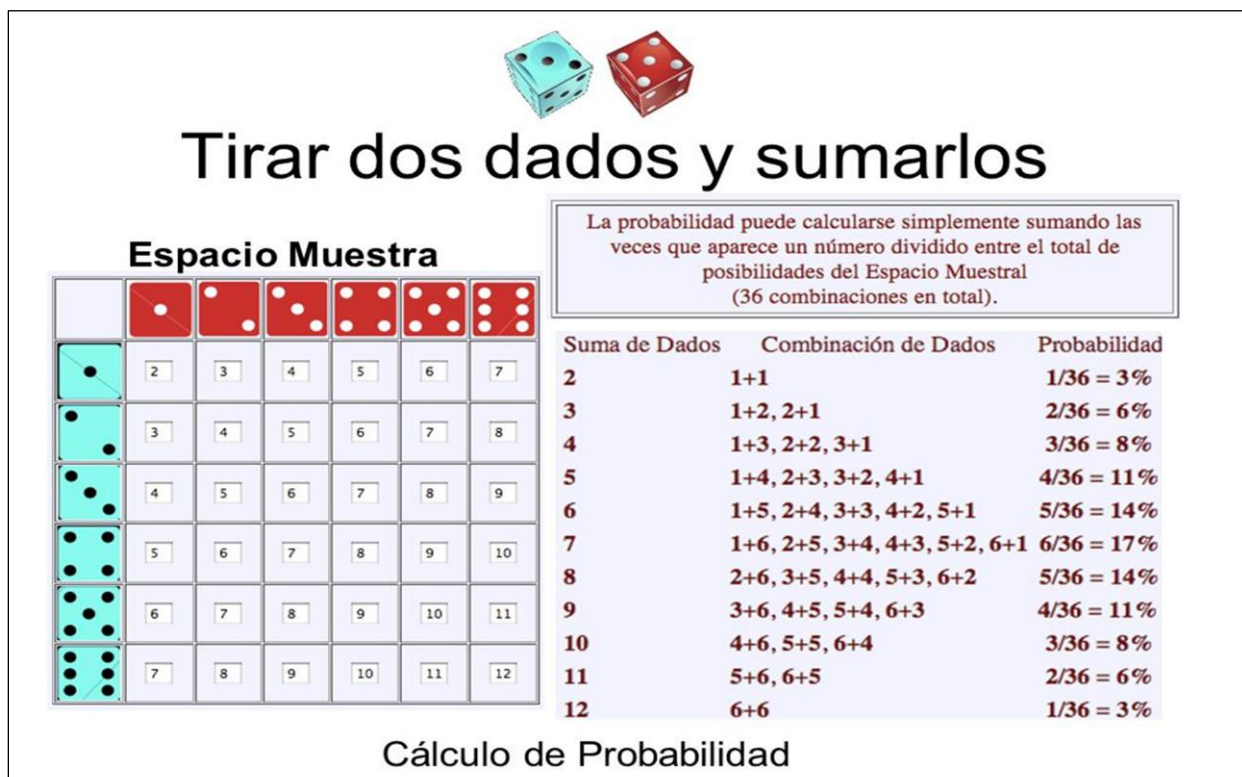 Tirar dos dados y sumarlos
Espacio Muestra
2 3 4 5 6 7
3 4 5 6 7 8
4 5 6 7 8 9
5 6 7 8 9 10
6 7 8 9 10 11
7 8 9 10 11 12
La probabilidad puede calcularse simplemente sumando las
veces que aparece un número dividido entre el total de
posibilidades del Espacio Muestral
(36 combinaciones en total).
Suma de Dados Combinación de Dados Probabilidad
2 1+1 1/36 = 3%
3 1+2, 2+1 2/36 = 6%
4 1+3, 2+2, 3+1 3/36 = 8%
5 1+4, 2+3, 3+2, 4+1 4/36 = 11%
6 1+5, 2+4, 3+3, 4+2, 5+1 5/36 = 14%
7 1+6, 2+5, 3+4, 4+3, 5+2, 6+1 6/36 = 17%
8 2+6, 3+5, 4+4, 5+3, 6+2 5/36 = 14%
9 3+6, 4+5, 5+4, 6+3 4/36 = 11%
10 4+6, 5+5, 6+4 3/36 = 8%
11 5+6, 6+5 2/36 = 6%
12 6+6 1/36 = 3%
Cálculo de Probabilidad